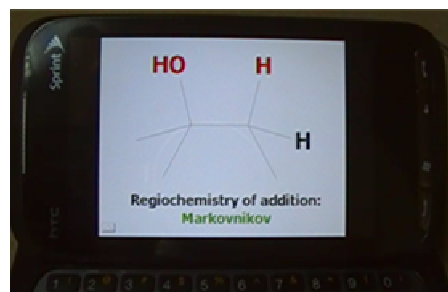 Sprint
HO H
H
Regiochemistry of addition:
Markovnikov
hTC
1 2 3 4 5 6 7 8 9 0